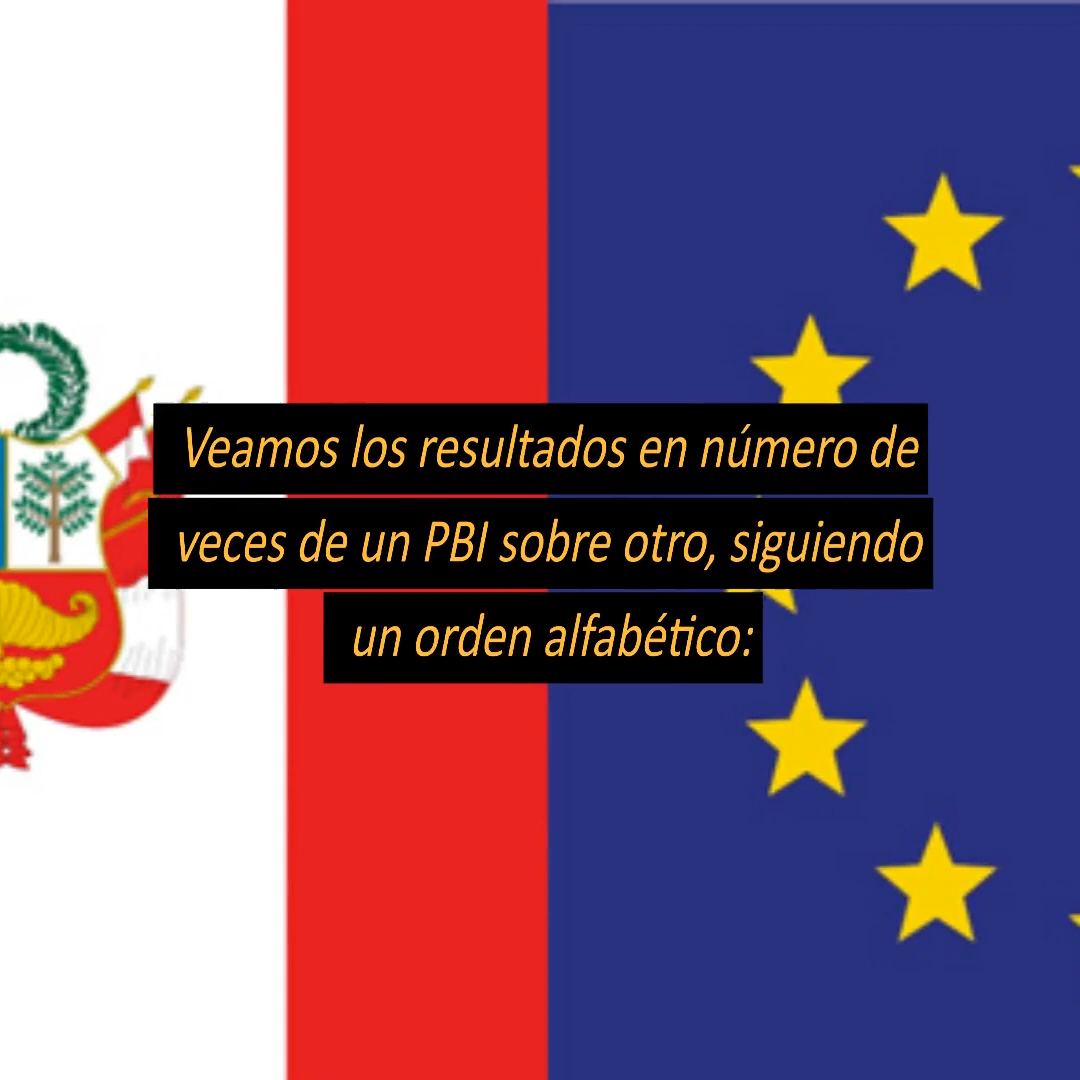 Veamos los resultados en número de
veces de un PBI sobre otro, siguiendo
un orden alfabético: